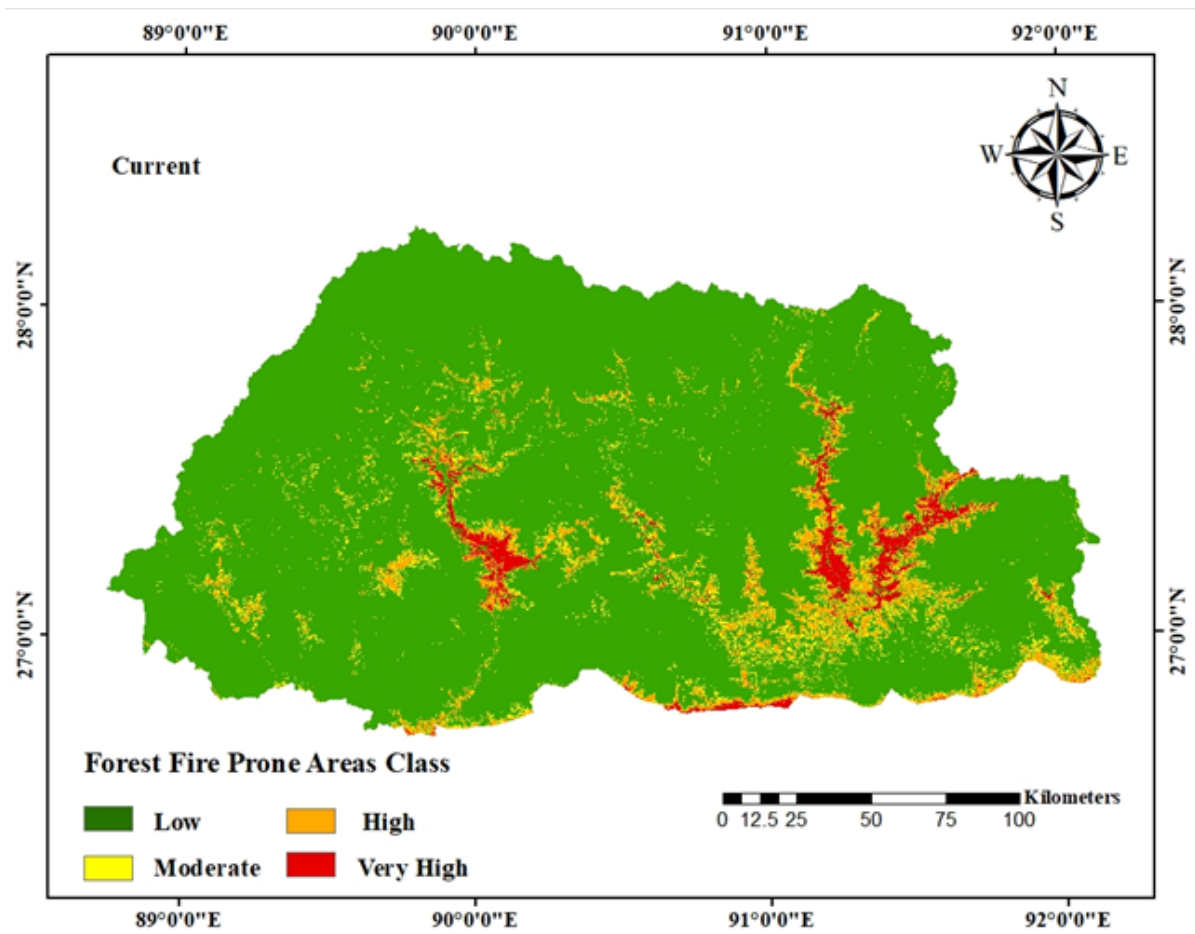 89°0'0"E 90°0'0"E 91°0'0"E 92°0'0"E
N
Current
W E
S
28°0'0"N 28°0'0"N
27°0'0"N 27°0'0"N
Forest Fire Prone Areas Class
Low High
Moderate Very High
Kilometers
0 12.5 25 50 75 100
89°0'0"E 90°0'0"E 91°0'0"E 92°0'0"E